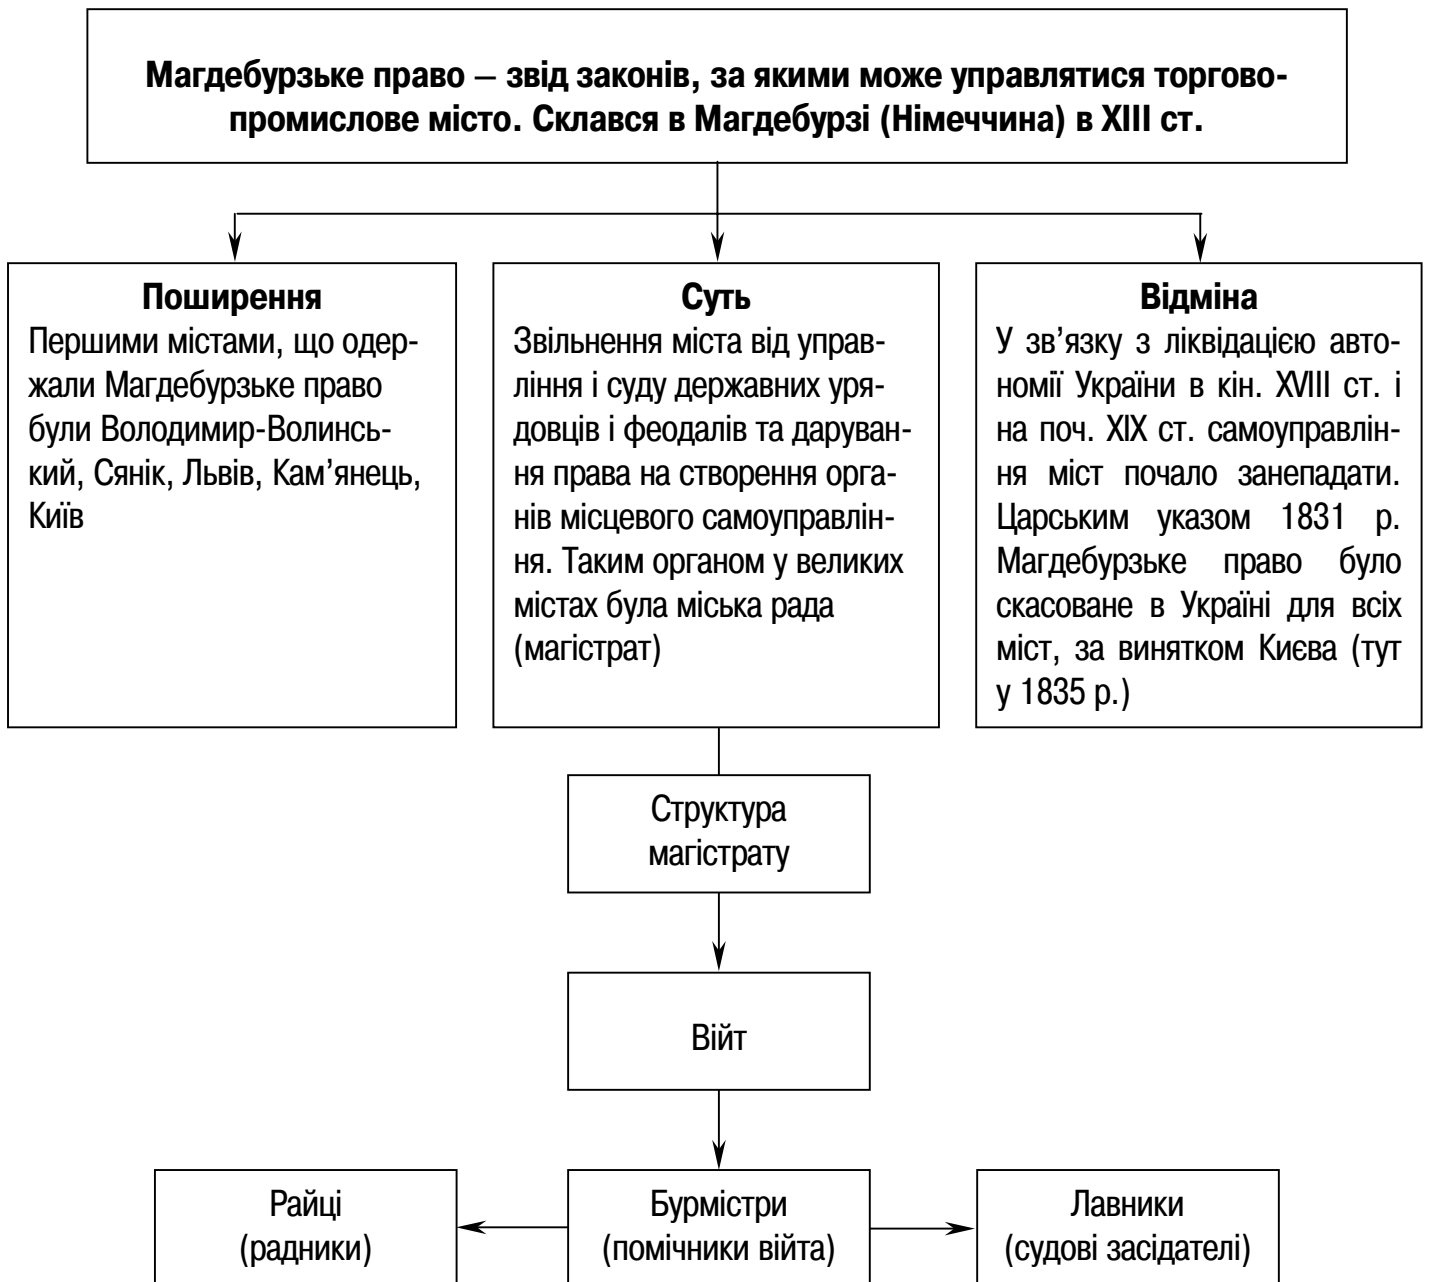 Магдебурзьке право – звід законів, за якими може управлятися торгово-
промислове місто. Склався в Магдебурзі (Німеччина) в XIII ст.
Поширення
Першими містами, що одер-
жали Магдебурзьке право
були Володимир-Волинсь-
кий, Сянік, Львів, Кам’янець,
Київ
Суть
Звільнення міста від управ-
ління і суду державних уря-
довців і феодалів та даруван-
ня права на створення орга-
нів місцевого самоуправлін-
ня. Таким органом у великих
містах була міська рада
(магістрат)
Відміна
У зв’язку з ліквідацією авто-
номії України в кін. XVIII ст. і
на поч. XIX ст. самоуправлін-
ня міст почало занепадати.
Царським указом 1831 р.
Магдебурзьке право було
скасоване в Україні для всіх
міст, за винятком Києва (тут
у 1835 р.)
Структура
магістрату
Війт
Райці
(радники)
Бурмістри
(помічники війта)
Лавники
(судові засідателі)